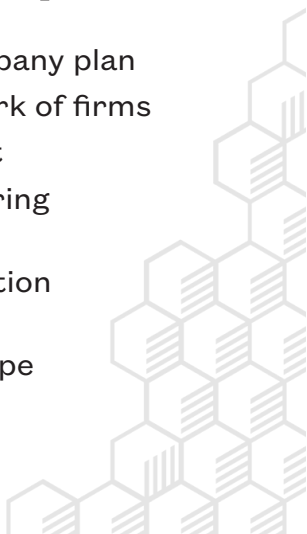 pany plan
rk of firms
t
ring
tion
pe